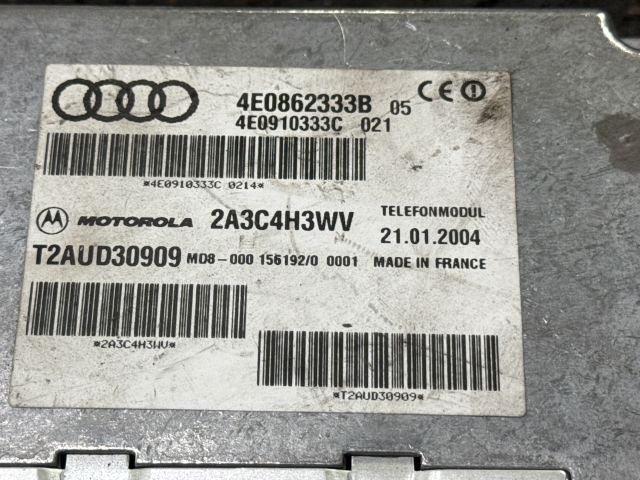 4E0862333B 05 CE
4E0910333C 021
*4E0910333C 0214*
MOTOROLA 2A3C4H3WV TELEFONMODUL
21.01.2004
T2AUD30909 MD8-000 156192/0 0001 MADE IN FRANCE
*2A3C4H3WV*
*T2AUD30909*